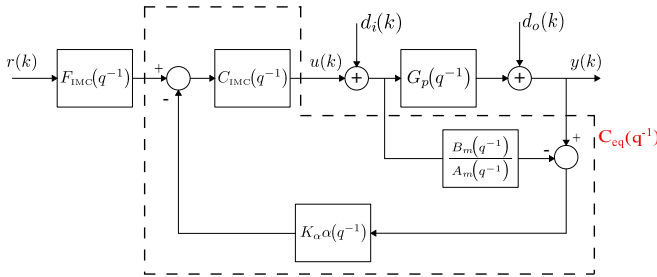 d_i(k) d_o(k)
r(k) F_IMC(q⁻¹) + - C_IMC(q⁻¹) u(k) + G_p(q⁻¹) + y(k)
C_eq(q⁻¹)
B_m(q⁻¹) - +
A_m(q⁻¹)
K_α α(q⁻¹)